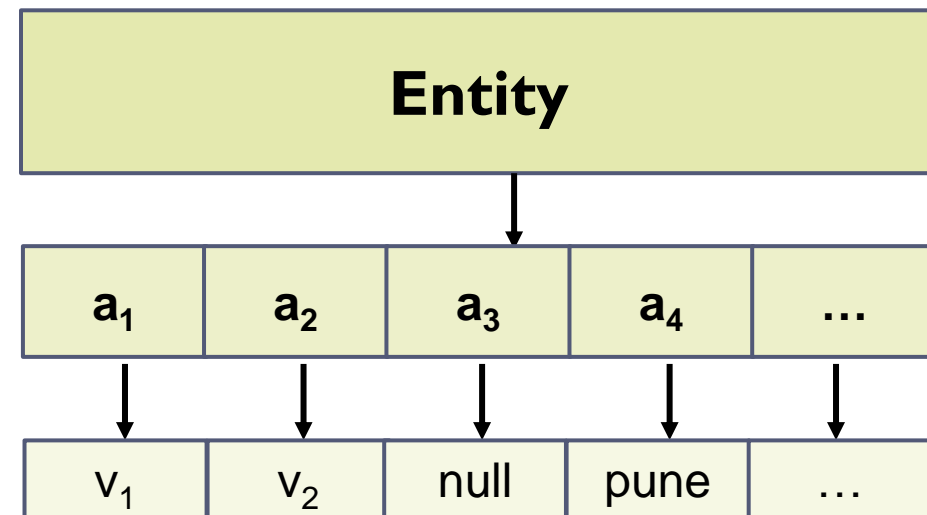 Entity
a₁ a₂ a₃ a₄ ...
v₁ v₂ null pune ...